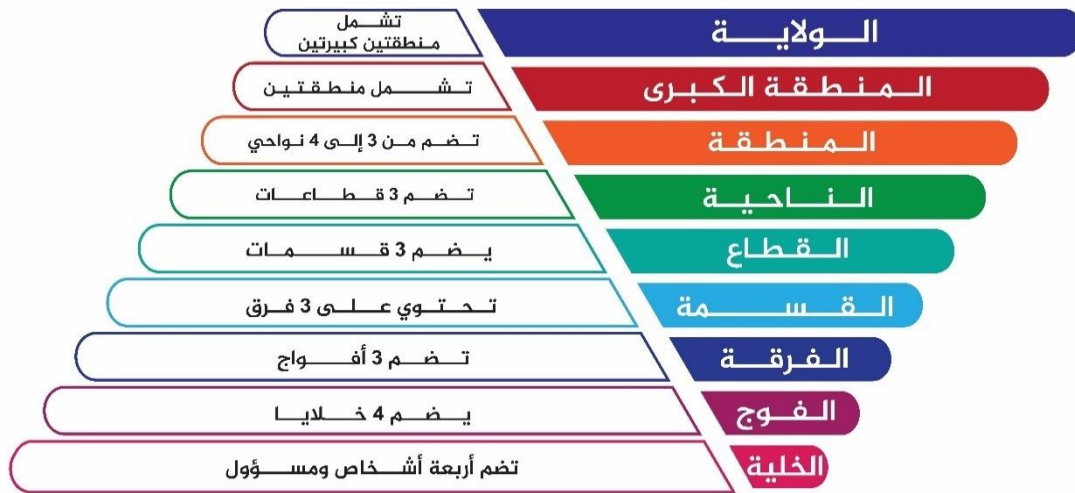 الولاية
تشمل
منطقتين كبيرتين
المنطقة الكبرى
تشمل منطقتين
المنطقة
تضم من 3 إلى 4 نواحي
الناحية
تضم 3 قطاعات
القطاع
يضم 3 قسمات
القسمة
تحتوي على 3 فرق
الفرقة
تضم 3 أفواج
الفوج
يضم 4 خلايا
الخلية
تضم أربعة أشخاص ومسؤول